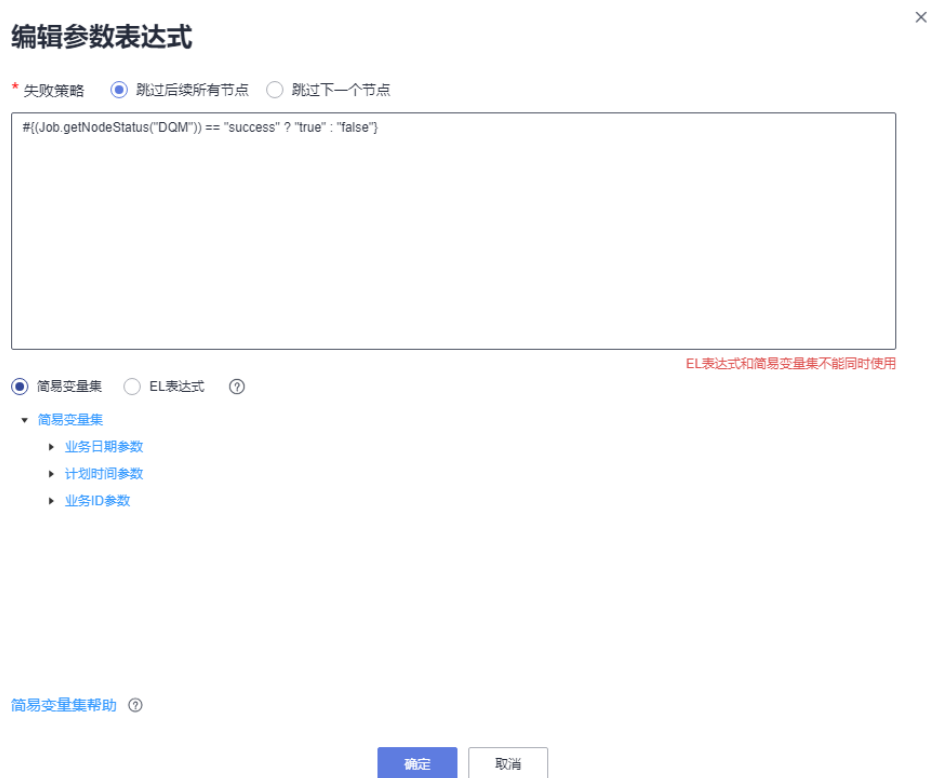 编辑参数表达式
* 失败策略 跳过后续所有节点 跳过下一个节点
#{(Job.getNodeStatus("DQM")) == "success" ? "true" : "false"}
EL表达式和简易变量集不能同时使用
简易变量集 EL表达式
简易变量集
业务日期参数
计划时间参数
业务ID参数
简易变量集帮助
确定 取消